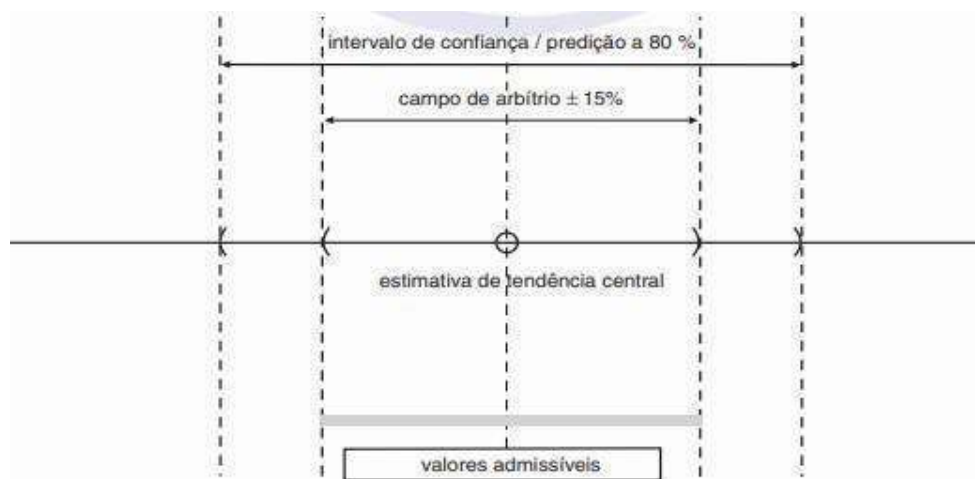 intervalo de confiança / predição a 80 %
campo de arbítrio ± 15%
estimativa de tendência central
valores admissíveis